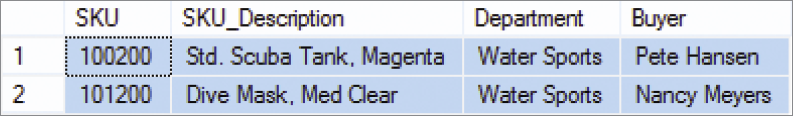 SKU SKU_Description Department Buyer
1 100200 Std. Scuba Tank, Magenta Water Sports Pete Hansen
2 101200 Dive Mask, Med Clear Water Sports Nancy Meyers